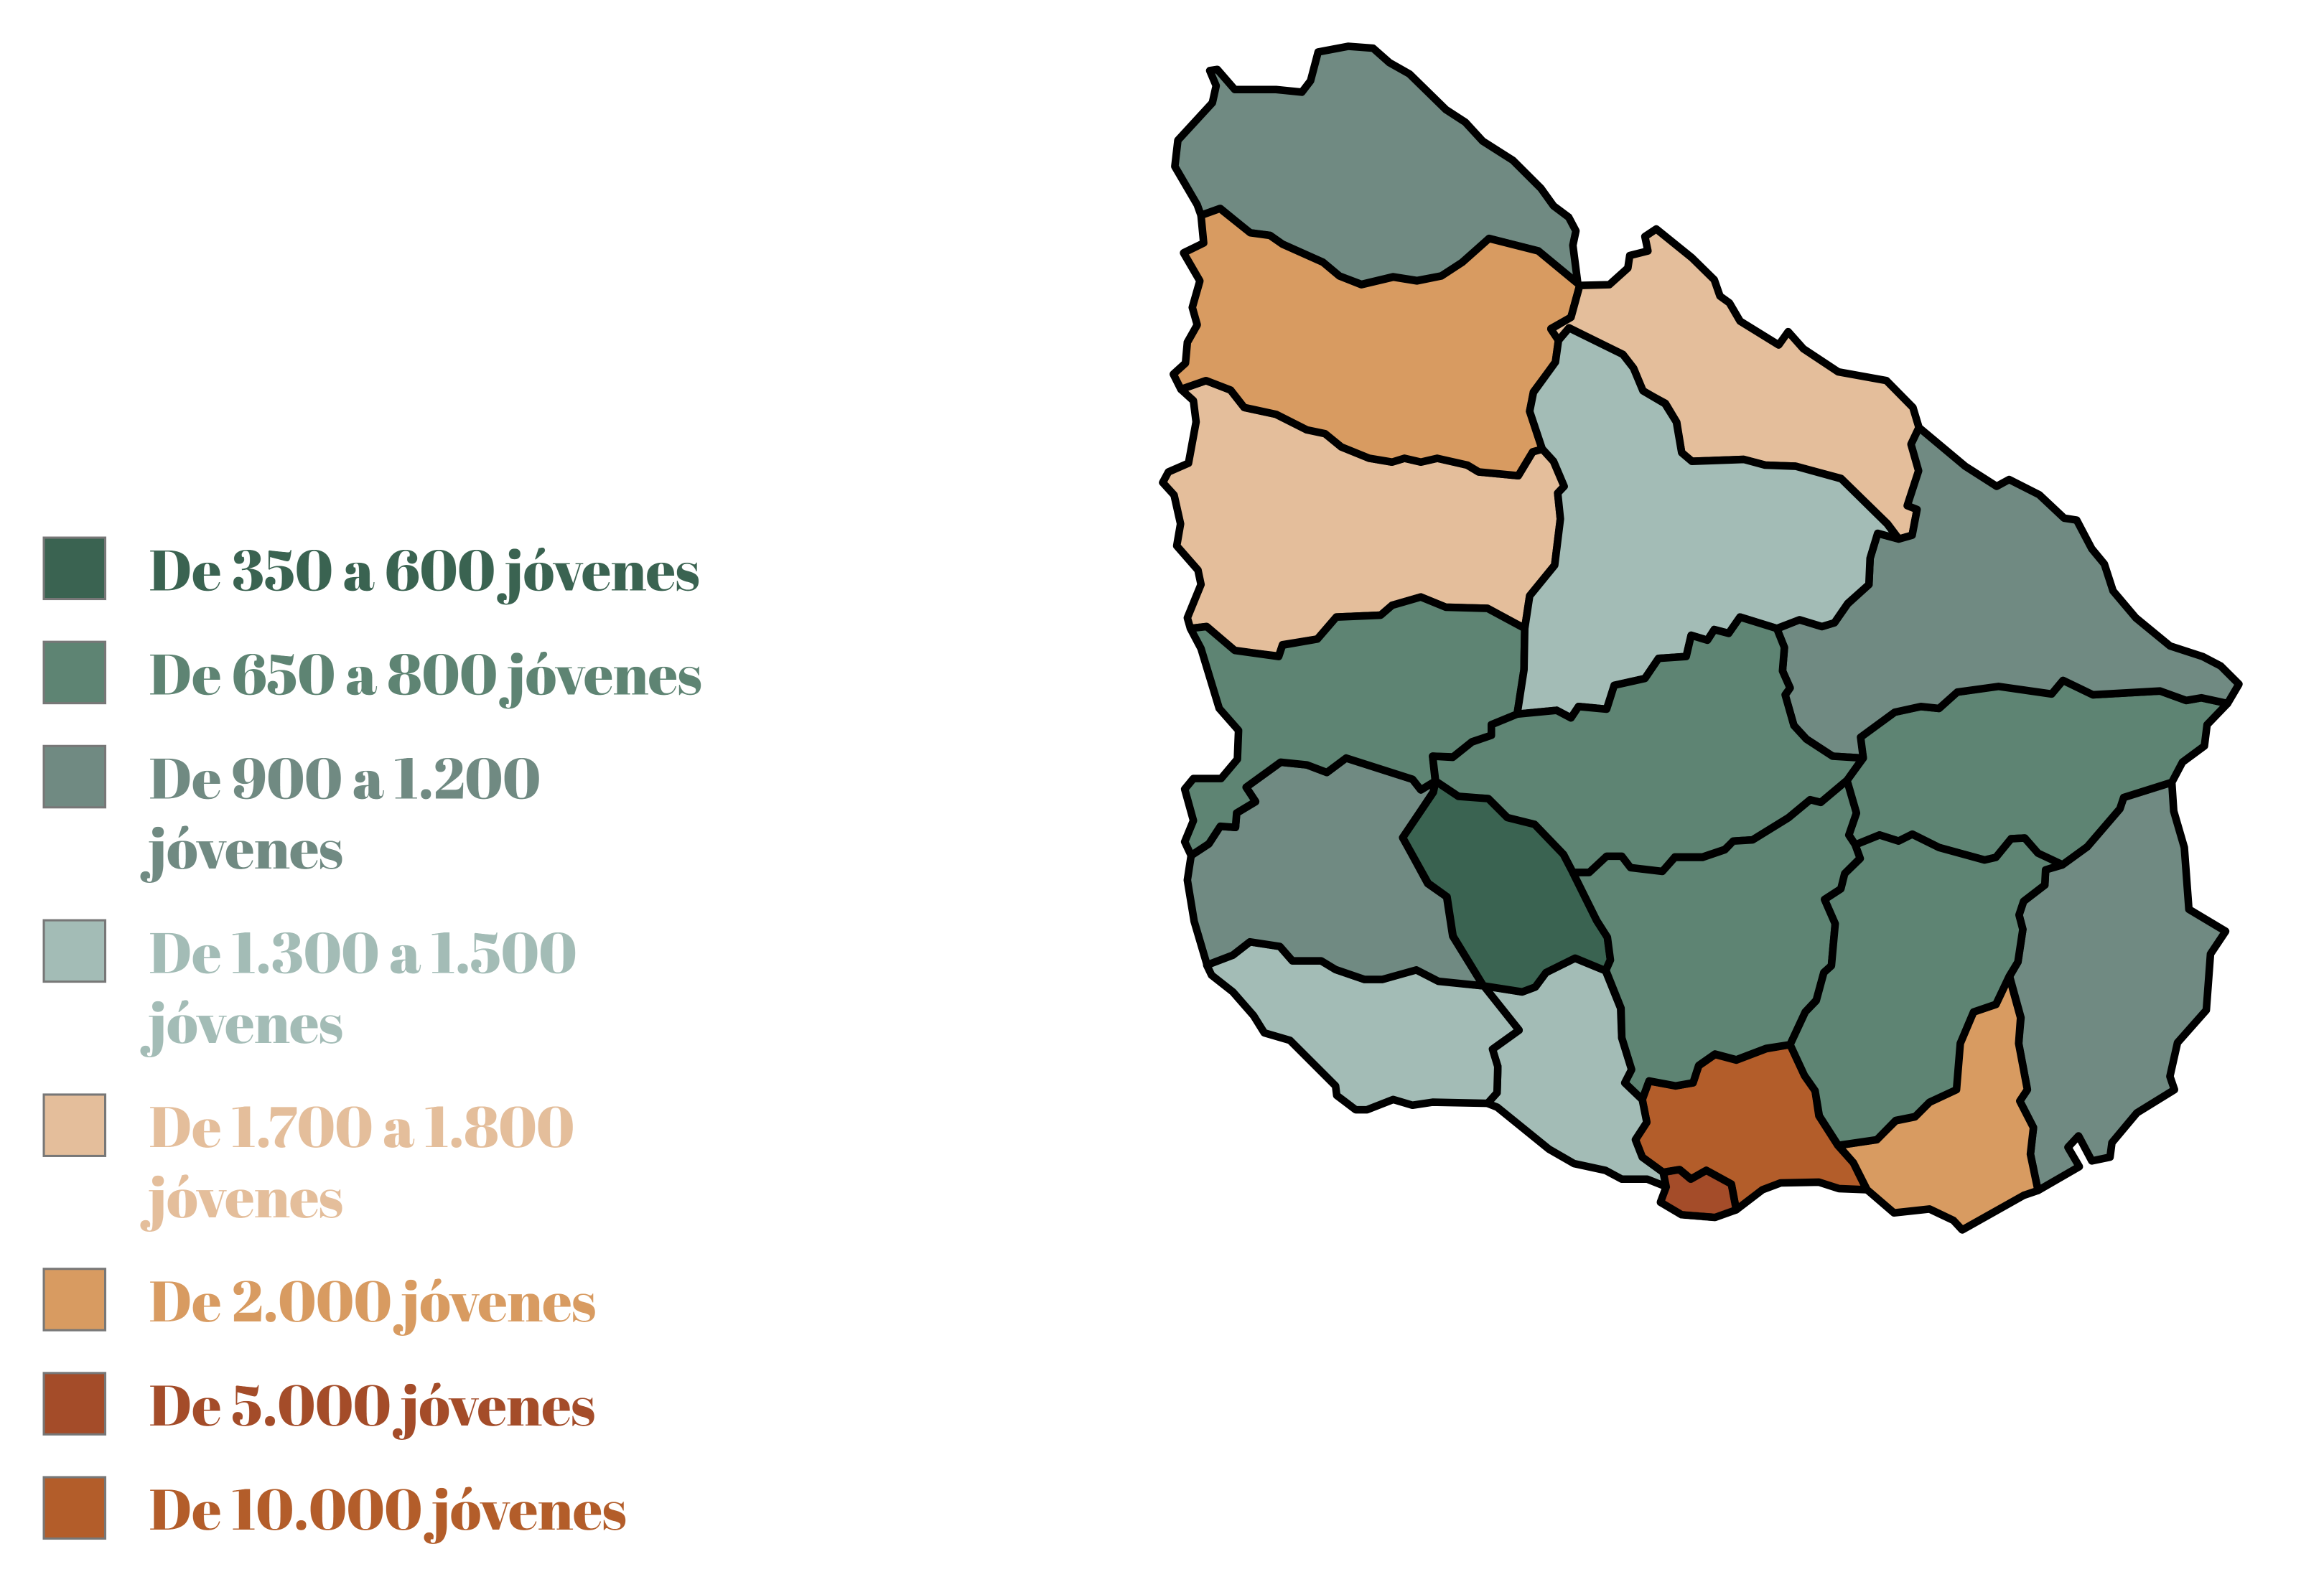 De 350 a 600 jóvenes
De 650 a 800 jóvenes
De 900 a 1.200
jóvenes
De 1.300 a 1.500
jóvenes
De 1.700 a 1.800
jóvenes
De 2.000 jóvenes
De 5.000 jóvenes
De 10.000 jóvenes